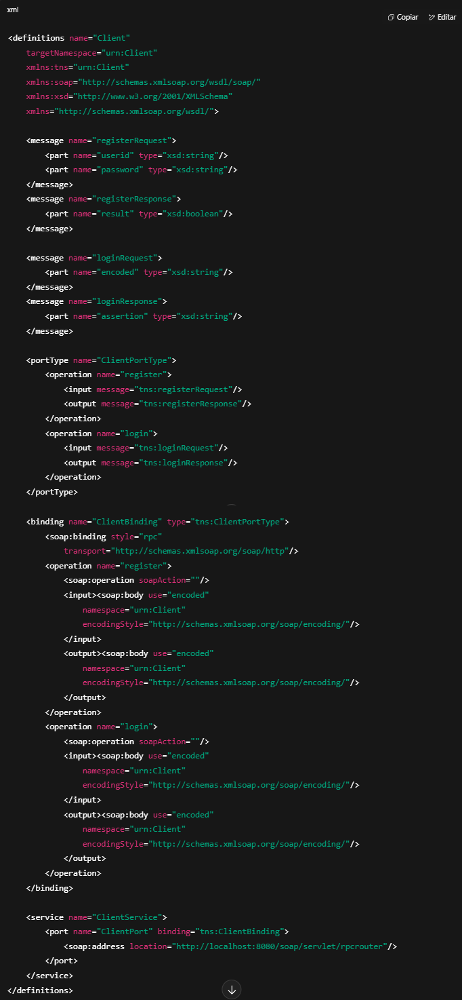 xml
Copiar Editar
<definitions name="Client"
    targetNamespace="urn:Client"
    xmlns:tns="urn:Client"
    xmlns:soap="http://schemas.xmlsoap.org/wsdl/soap/"
    xmlns:xsd="http://www.w3.org/2001/XMLSchema"
    xmlns="http://schemas.xmlsoap.org/wsdl/">

    <message name="registerRequest">
        <part name="userid" type="xsd:string"/>
        <part name="password" type="xsd:string"/>
    </message>
    <message name="registerResponse">
        <part name="result" type="xsd:boolean"/>
    </message>

    <message name="loginRequest">
        <part name="encoded" type="xsd:string"/>
    </message>
    <message name="loginResponse">
        <part name="assertion" type="xsd:string"/>
    </message>

    <portType name="ClientPortType">
        <operation name="register">
            <input message="tns:registerRequest"/>
            <output message="tns:registerResponse"/>
        </operation>
        <operation name="login">
            <input message="tns:loginRequest"/>
            <output message="tns:loginResponse"/>
        </operation>
    </portType>

    <binding name="ClientBinding" type="tns:ClientPortType">
        <soap:binding style="rpc"
            transport="http://schemas.xmlsoap.org/soap/http"/>
        <operation name="register">
            <soap:operation soapAction=""/>
            <input><soap:body use="encoded"
                namespace="urn:Client"
                encodingStyle="http://schemas.xmlsoap.org/soap/encoding/"/>
            </input>
            <output><soap:body use="encoded"
                namespace="urn:Client"
                encodingStyle="http://schemas.xmlsoap.org/soap/encoding/"/>
            </output>
        </operation>
        <operation name="login">
            <soap:operation soapAction=""/>
            <input><soap:body use="encoded"
                namespace="urn:Client"
                encodingStyle="http://schemas.xmlsoap.org/soap/encoding/"/>
            </input>
            <output><soap:body use="encoded"
                namespace="urn:Client"
                encodingStyle="http://schemas.xmlsoap.org/soap/encoding/"/>
            </output>
        </operation>
    </binding>

    <service name="ClientService">
        <port name="ClientPort" binding="tns:ClientBinding">
            <soap:address location="http://localhost:8080/soap/servlet/rpcrouter"/>
        </port>
    </service>
</definitions>